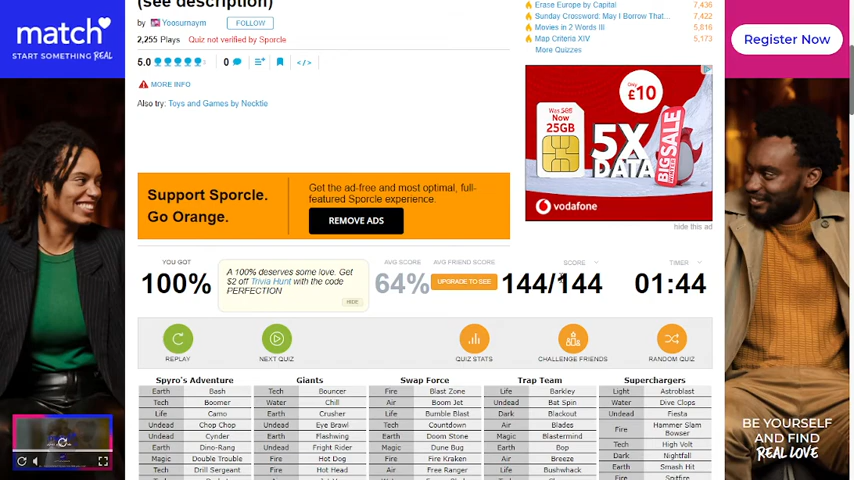 (see description)
by Yoosurnaym FOLLOW
2,255 Plays Quiz not verified by Sporcle
5.0 0 </>
MORE INFO
Also try: Toys and Games by Necktie
Support Sporcle.
Go Orange.
Get the ad-free and most optimal, full-
featured Sporcle experience.
REMOVE ADS
Erase Europe by Capital 7,436
Sunday Crossword: May I Borrow That... 7,422
Movies in 2 Words III 5,816
Map Criteria XIV 5,173
More Quizzes
Only
£10
Now
25GB
5X
DATA
BIG SALE
vodafone
hide this ad
match
START SOMETHING REAL
Register Now
BE YOURSELF
AND FIND
REAL LOVE
YOU GOT
100%
A 100% deserves some love. Get
$2 off Trivia Hunt with the code
PERFECTION
HIDE
AVG SCORE
64%
AVG FRIEND SCORE
UPGRADE TO SEE
SCORE
144/144
TIMER
01:44
REPLAY
NEXT QUIZ
QUIZ STATS
CHALLENGE FRIENDS
RANDOM QUIZ
Spyro's Adventure
Earth Bash
Tech Boomer
Life Camo
Undead Chop Chop
Undead Cynder
Earth Dino-Rang
Magic Double Trouble
Tech Drill Sergeant
Giants
Tech Bouncer
Water Chill
Earth Crusher
Undead Eye Brawl
Earth Flashwing
Undead Fright Rider
Fire Hot Dog
Fire Hot Head
Swap Force
Fire Blast Zone
Air Boom Jet
Life Bumble Blast
Tech Countdown
Earth Doom Stone
Magic Dune Bug
Fire Fire Kraken
Air Free Ranger
Trap Team
Life Barkley
Undead Bat Spin
Dark Blackout
Air Blades
Magic Blastermind
Earth Bop
Air Breeze
Life Bushwhack
Superchargers
Light Astroblast
Water Dive Clops
Undead Fiesta
Fire Hammer Slam
Bowser
Tech High Volt
Dark Nightfall
Earth Smash Hit
Fire Spitfire